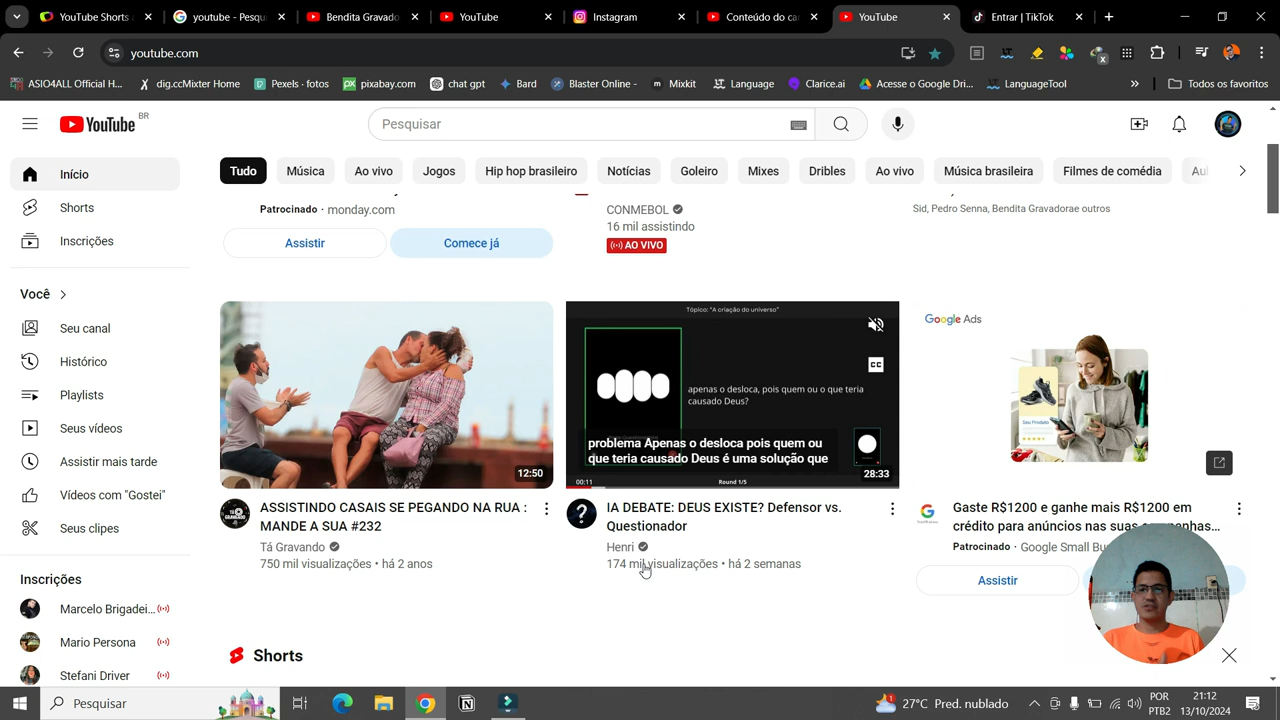 YouTube Shorts
youtube - Pesqu
Bendita Gravado
YouTube
Instagram
Conteúdo do ca
YouTube
Entrar | TikTok
youtube.com
ASIO4ALL Official H...
dig.ccMixter Home
Pexels - fotos
pixabay.com
chat gpt
Bard
Blaster Online -
Mixkit
Language
Clarice.ai
Acesse o Google Dri...
LanguageTool
Todos os favoritos
YouTube BR
Pesquisar
Início
Shorts
Inscrições
Você
Seu canal
Histórico
Playlists
Seus vídeos
Assistir mais tarde
Vídeos com "Gostei"
Seus clipes
Inscrições
Marcelo Brigadei...
Mario Persona
Stefani Driver
Tudo
Música
Ao vivo
Jogos
Hip hop brasileiro
Notícias
Goleiro
Mixes
Dribles
Ao vivo
Música brasileira
Filmes de comédia
Aul
Patrocinado · monday.com
Assistir
Comece já
CONMEBOL
16 mil assistindo
AO VIVO
Sid, Pedro Senna, Bendita Gravadorae outros
12:50
ASSISTINDO CASAIS SE PEGANDO NA RUA :
MANDE A SUA #232
Tá Gravando
750 mil visualizações • há 2 anos
Tópico: "A criação do universo"
CC
apenas o desloca, pois quem ou o que teria
causado Deus?
problema Apenas o desloca pois quem ou
que teria causado Deus é uma solução que
00:11
Round 1/5
28:33
IA DEBATE: DEUS EXISTE? Defensor vs.
Questionador
Henri
174 mil visualizações • há 2 semanas
Google Ads
Seu Produto
Gaste R$1200 e ganhe mais R$1200 em
crédito para anúncios nas suas
Patrocinado · Google Small Bu
Assistir
Shorts
Pesquisar
27°C Pred. nublado
POR
PTB2
21:12
13/10/2024